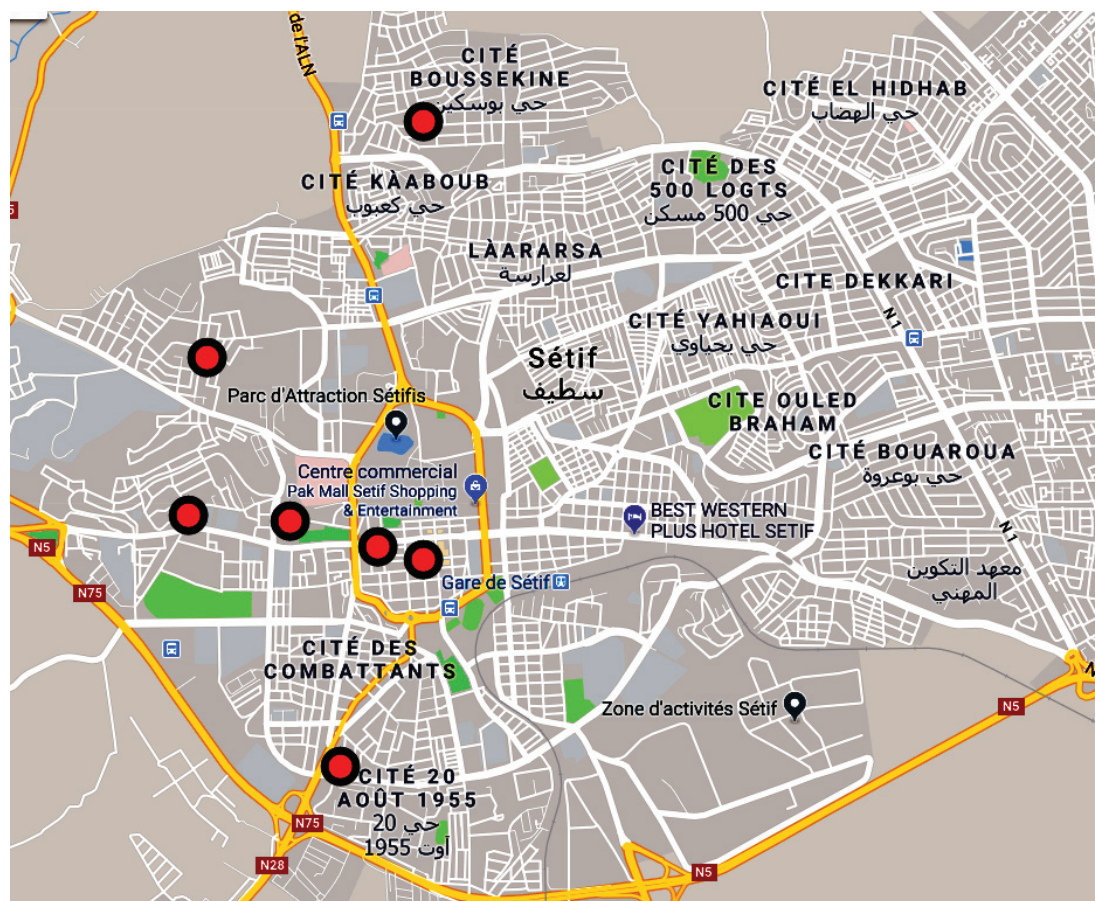 de l'ALN
CITÉ
BOUSSEKINE
حي بوسكين
CITÉ EL HIDHAB
حي الهضاب
CITÉ KÀABOUB
حي كعبوب
CITÉ DES
500 LOGTS
حي 500 مسكن
5
LÀARARSA
لعرارسة
CITE DEKKARI
N1
CITÉ YAHIAOUI
حي يحياوي
Sétif
سطيف
Parc d'Attraction Sétifis
CITE OULED
BRAHAM
CITÉ BOUAROUA
حي بوعروة
Centre commercial
Pak Mall Setif Shopping
& Entertainment
BEST WESTERN
PLUS HOTEL SETIF
N1
N5
معهد التكوين
المهني
Gare de Sétif
N75
CITÉ DES
COMBATTANTS
N
Zone d'activités Sétif
N5
CITÉ 20
AOÛT 1955
حي 20
أوت 1955
N75
N28
N5